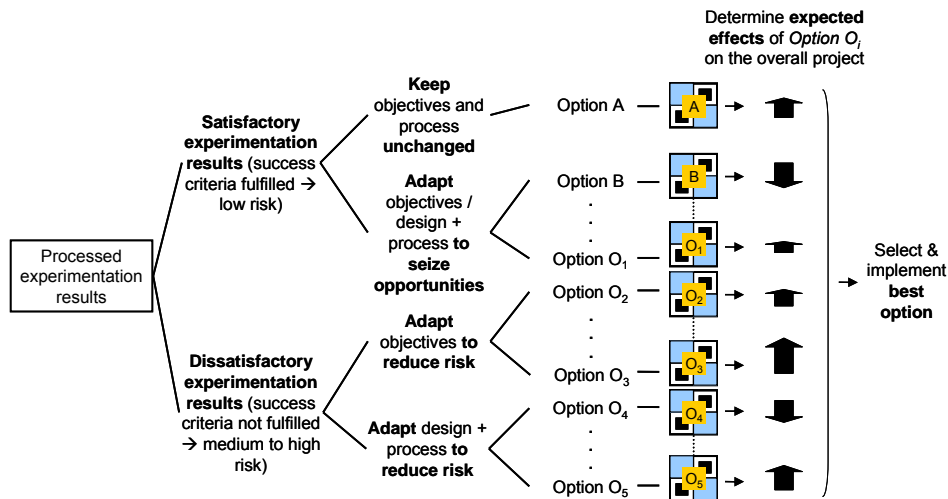 Determine expected
effects of Option Oi
on the overall project
Processed
experimentation
results
Satisfactory
experimentation
results (success
criteria fulfilled →
low risk)
Dissatisfactory
experimentation
results (success
criteria not fulfilled
→ medium to high
risk)
Keep
objectives and
process
unchanged
Adapt
objectives /
design +
process to
seize
opportunities
Adapt
objectives to
reduce risk
Adapt design +
process to
reduce risk
Option A
A
Option B
B
Option O1
O1
Option O2
O2
Option O3
O3
Option O4
O4
Option O5
O5
Select &
implement
best
option